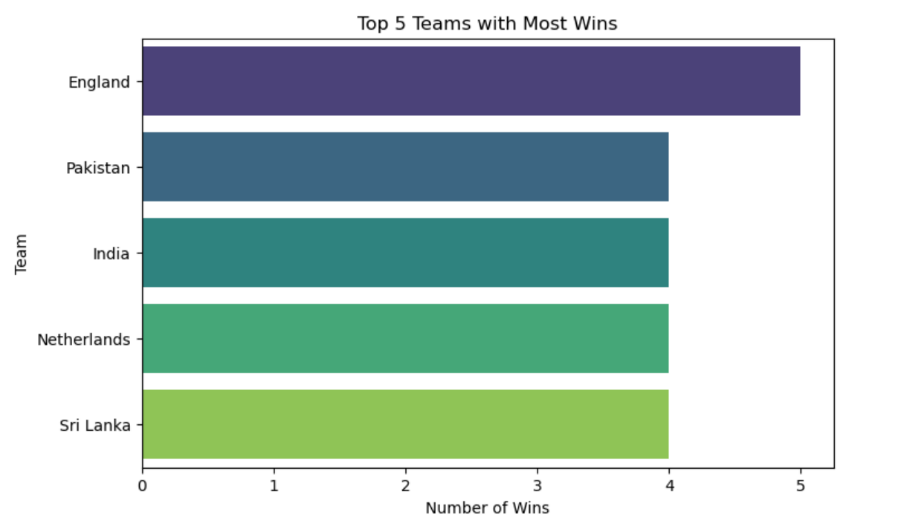 Top 5 Teams with Most Wins
Team
England
Pakistan
India
Netherlands
Sri Lanka
0 1 2 3 4 5
Number of Wins